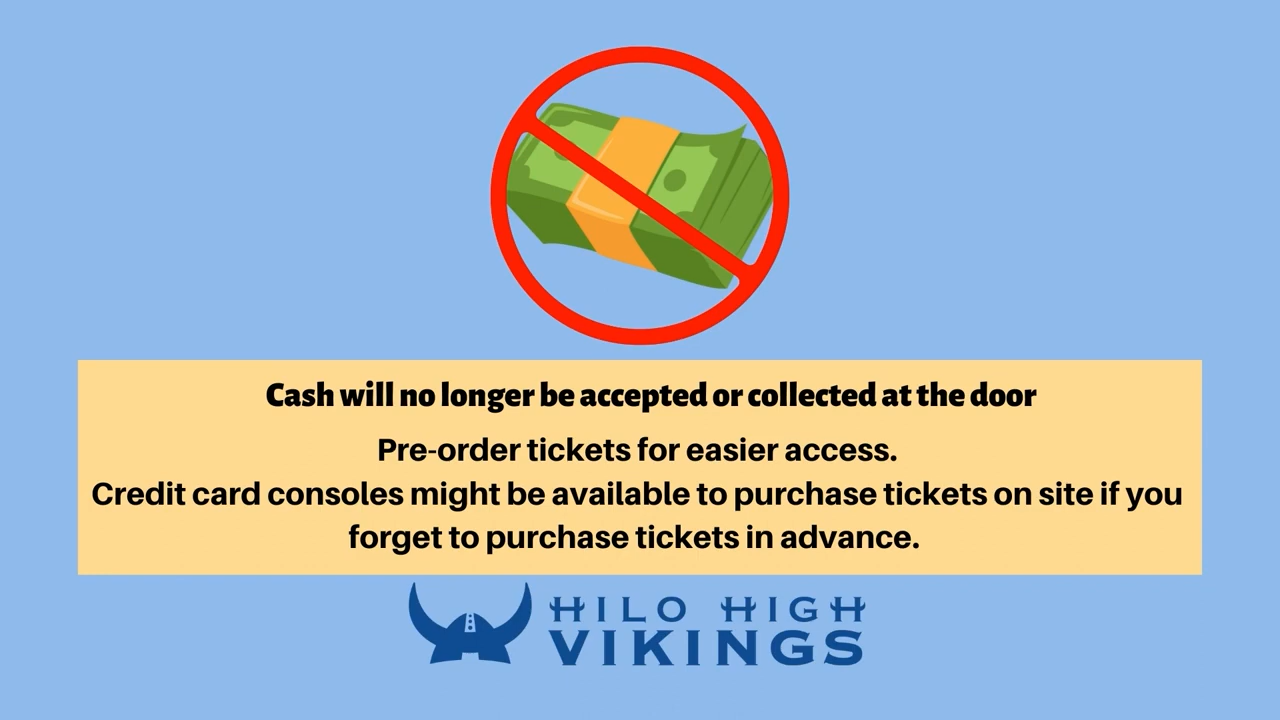 Cash will no longer be accepted or collected at the door
Pre-order tickets for easier access.
Credit card consoles might be available to purchase tickets on site if you
forget to purchase tickets in advance.
HILO HIGH
VIKINGS